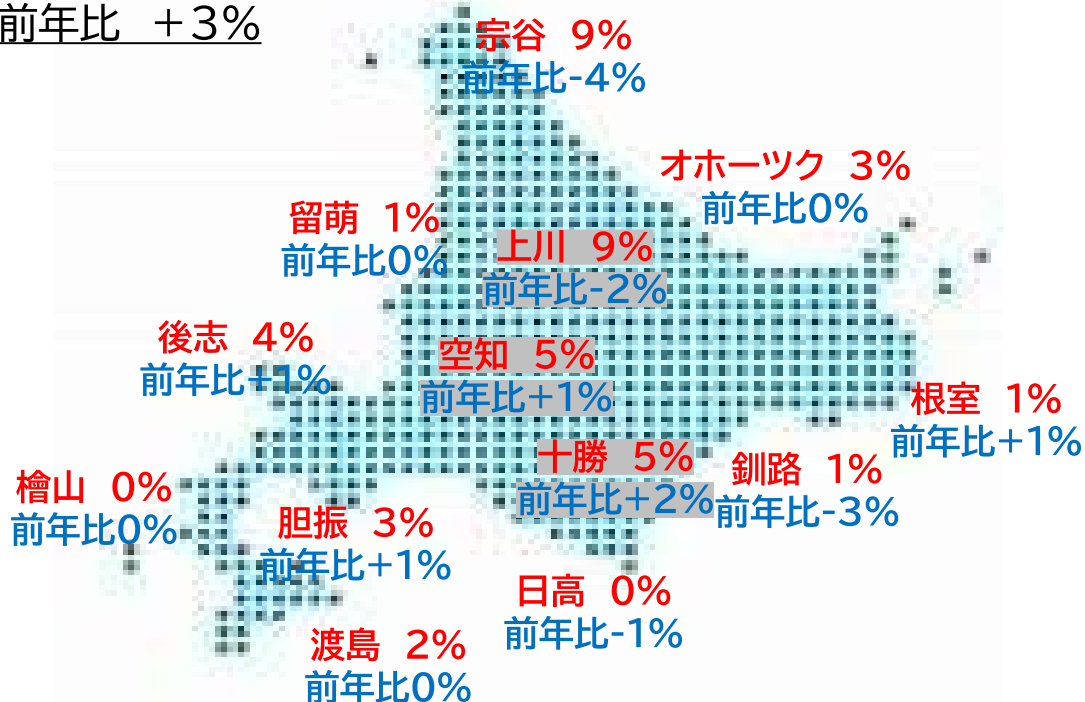 前年比　＋3%
宗谷　9%
前年比-4%
オホーツク　3%
前年比0%
留萌　1%
前年比0%
上川　9%
前年比-2%
後志　4%
前年比+1%
空知　5%
前年比＋1%
根室　1%
前年比+1%
十勝　5%
前年比＋2%
釧路　1%
前年比-3%
檜山　0%
前年比0%
胆振　3%
前年比+1%
日高　0%
前年比-1%
渡島　2%
前年比0%